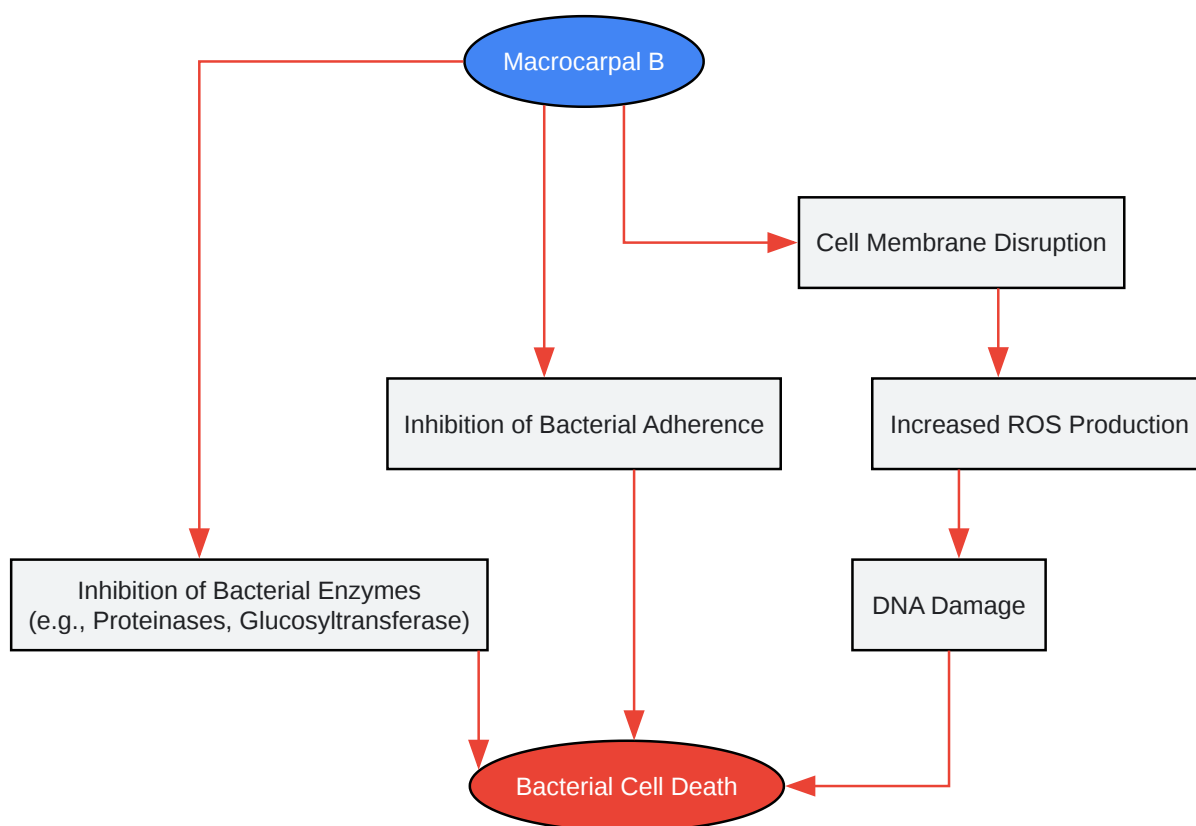 Macrocarpal B
Cell Membrane Disruption
Inhibition of Bacterial Adherence
Increased ROS Production
Inhibition of Bacterial Enzymes
(e.g., Proteinases, Glucosyltransferase)
DNA Damage
Bacterial Cell Death